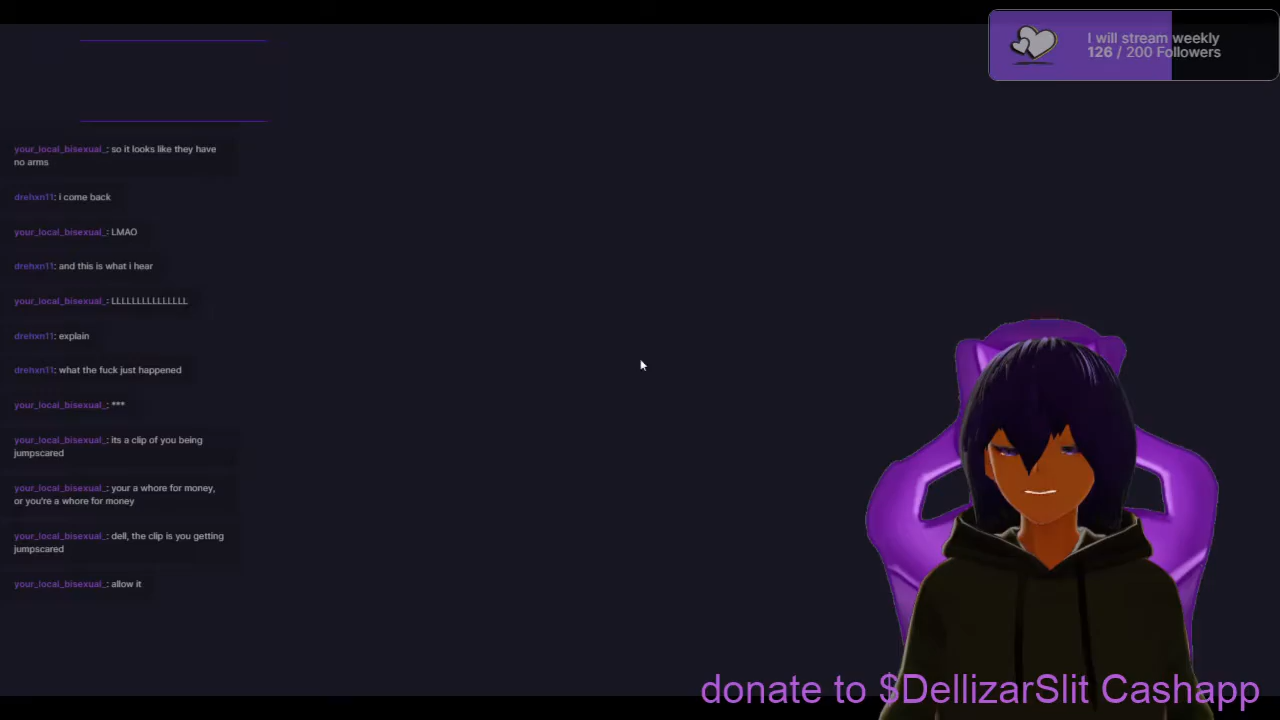 I will stream weekly
126 / 200 Followers
your_local_bisexual_: so it looks like they have
no arms
drehxn11: i come back
your_local_bisexual_: LMAO
drehxn11: and this is what i hear
your_local_bisexual_: LLLLLLLLLLLLLLL
drehxn11: explain
drehxn11: what the fuck just happened
your_local_bisexual_: ***
your_local_bisexual_: its a clip of you being
jumpscared
your_local_bisexual_: your a whore for money,
or you're a whore for money
your_local_bisexual_: dell, the clip is you getting
jumpscared
your_local_bisexual_: allow it
donate to $DellizarSlit Cashapp